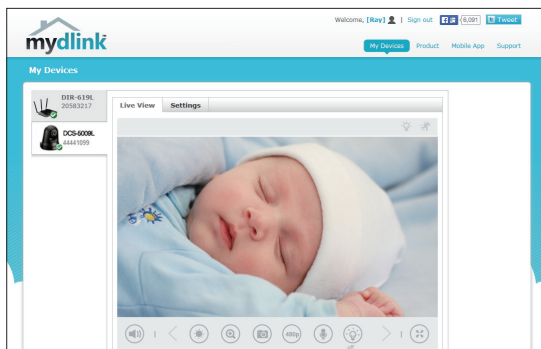 Welcome, [Ray] | Sign out (6,091) Tweet
mydlink
My Devices Product Mobile App Support
My Devices
DIR-619L
20583217
DCS-5009L
44441099
Live View Settings
480p